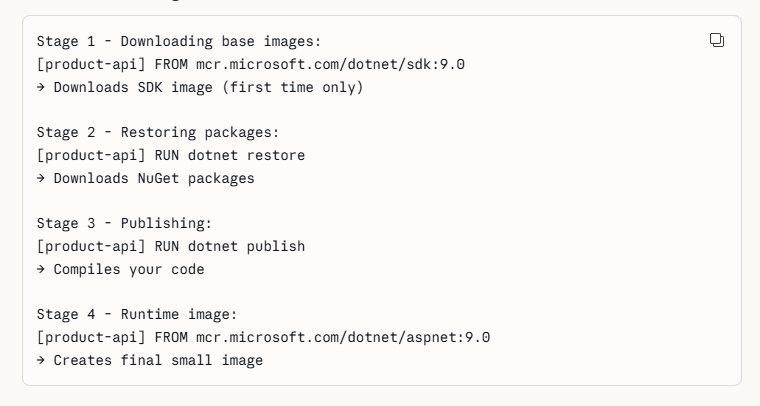 Stage 1 - Downloading base images:
[product-api] FROM mcr.microsoft.com/dotnet/sdk:9.0
→ Downloads SDK image (first time only)

Stage 2 - Restoring packages:
[product-api] RUN dotnet restore
→ Downloads NuGet packages

Stage 3 - Publishing:
[product-api] RUN dotnet publish
→ Compiles your code

Stage 4 - Runtime image:
[product-api] FROM mcr.microsoft.com/dotnet/aspnet:9.0
→ Creates final small image